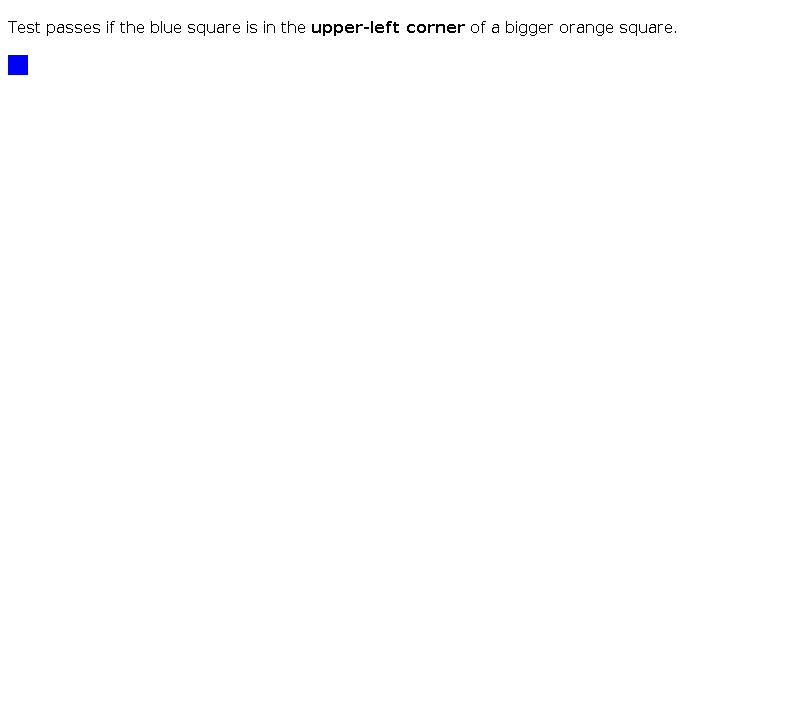 Test passes if the blue square is in the upper-left corner of a bigger orange square.